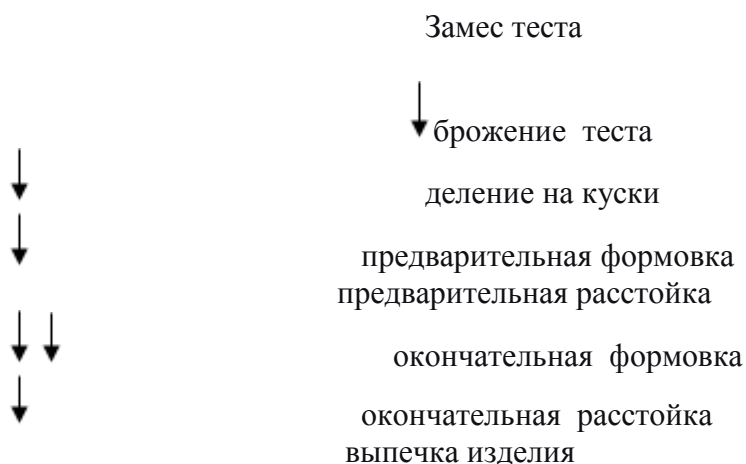 Замес теста
брожение теста
деление на куски
предварительная формовка
предварительная расстойка
окончательная формовка
окончательная расстойка
выпечка изделия